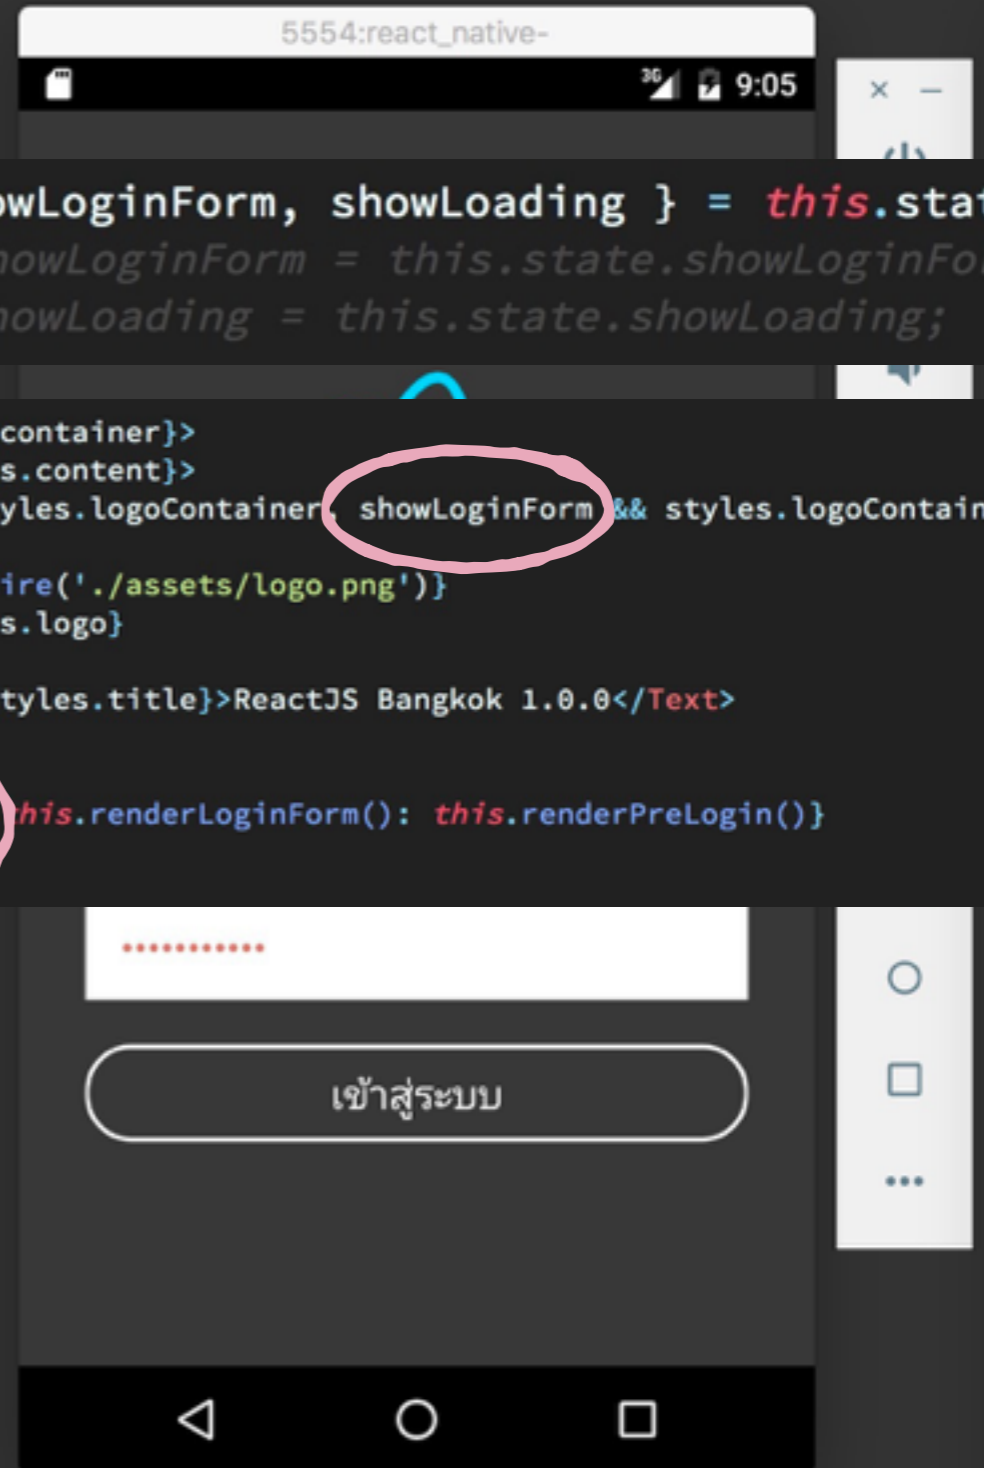 5554:react_native-
3G 9:05
owLoginForm, showLoading } = this.stat
howLoginForm = this.state.showLoginFor
howLoading = this.state.showLoading;
container}>
s.content}>
yles.logoContainer, showLoginForm && styles.logoContain
ire('./assets/logo.png')}
s.logo}
tyles.title}>ReactJS Bangkok 1.0.0</Text>
this.renderLoginForm(): this.renderPreLogin()}
•••••••••••
เข้าสู่ระบบ